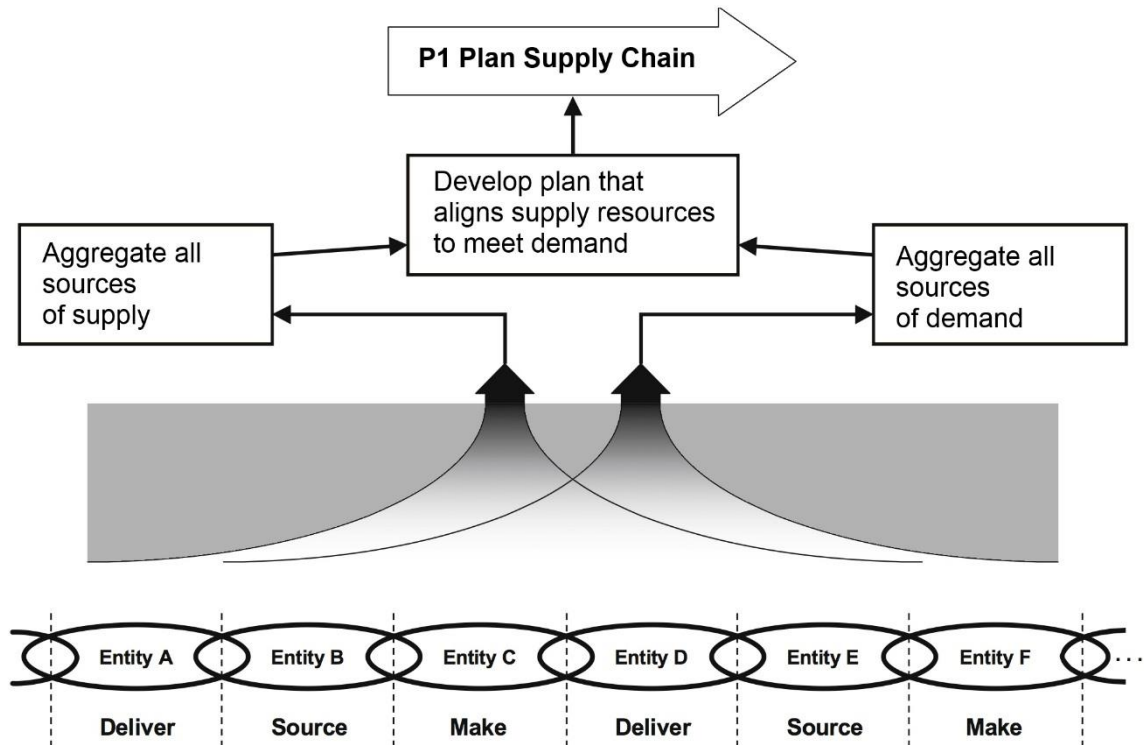 P1 Plan Supply Chain
Develop plan that
aligns supply resources
to meet demand
Aggregate all
sources
of supply
Aggregate all
sources
of demand
Entity A
Entity B
Entity C
Entity D
Entity E
Entity F
...
Deliver
Source
Make
Deliver
Source
Make